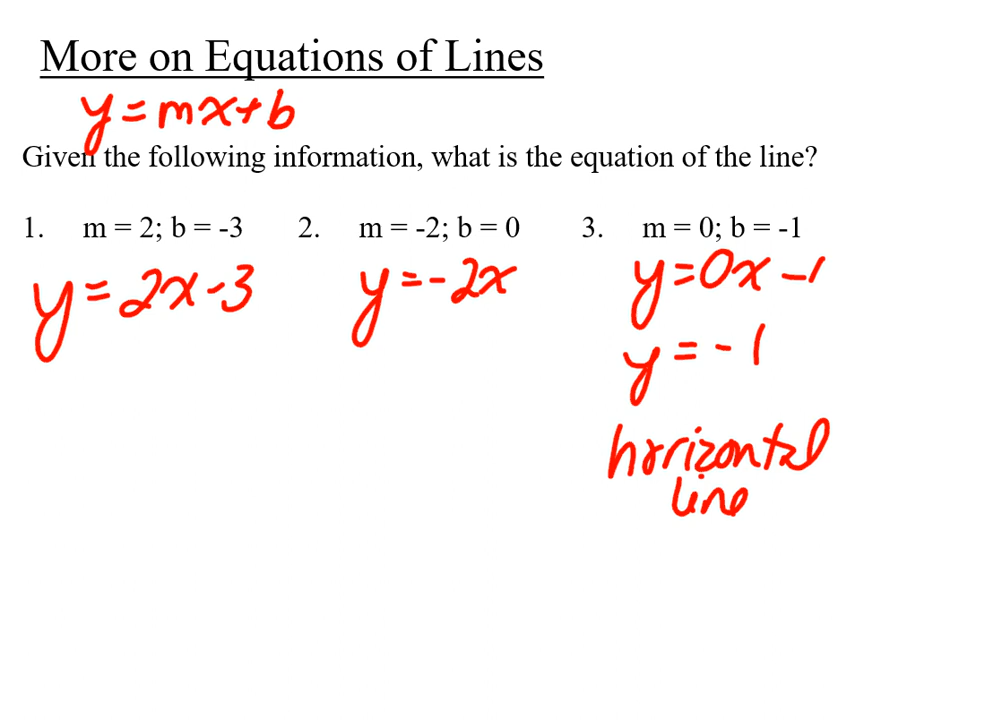 More on Equations of Lines
y = mx + b
Given the following information, what is the equation of the line?
1. m = 2; b = -3 2. m = -2; b = 0 3. m = 0; b = -1
y = 2x - 3 y = -2x y = 0x - 1
y = -1
horizontal
line